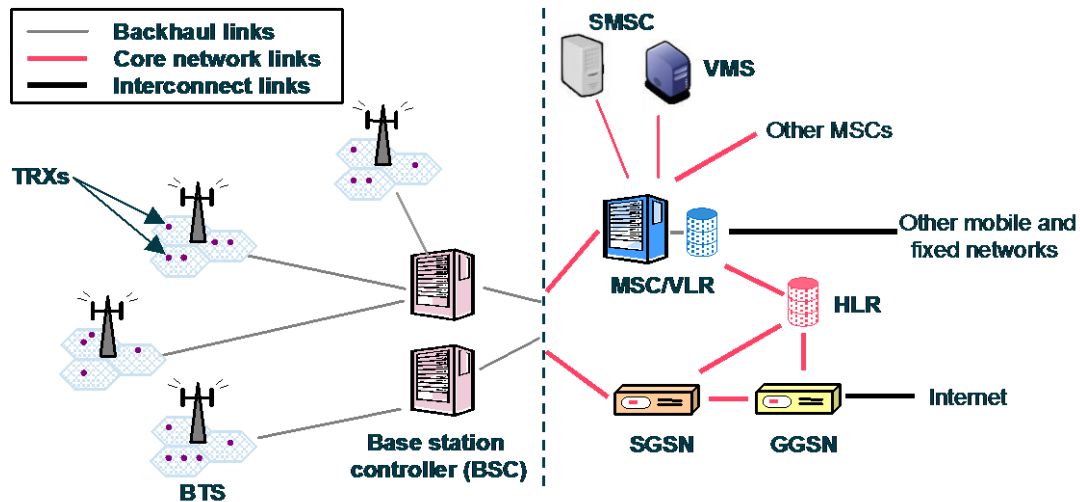 Backhaul links
Core network links
Interconnect links
SMSC
VMS
Other MSCs
TRXs
Other mobile and
fixed networks
MSC/VLR
HLR
Internet
SGSN
GGSN
Base station
controller (BSC)
BTS